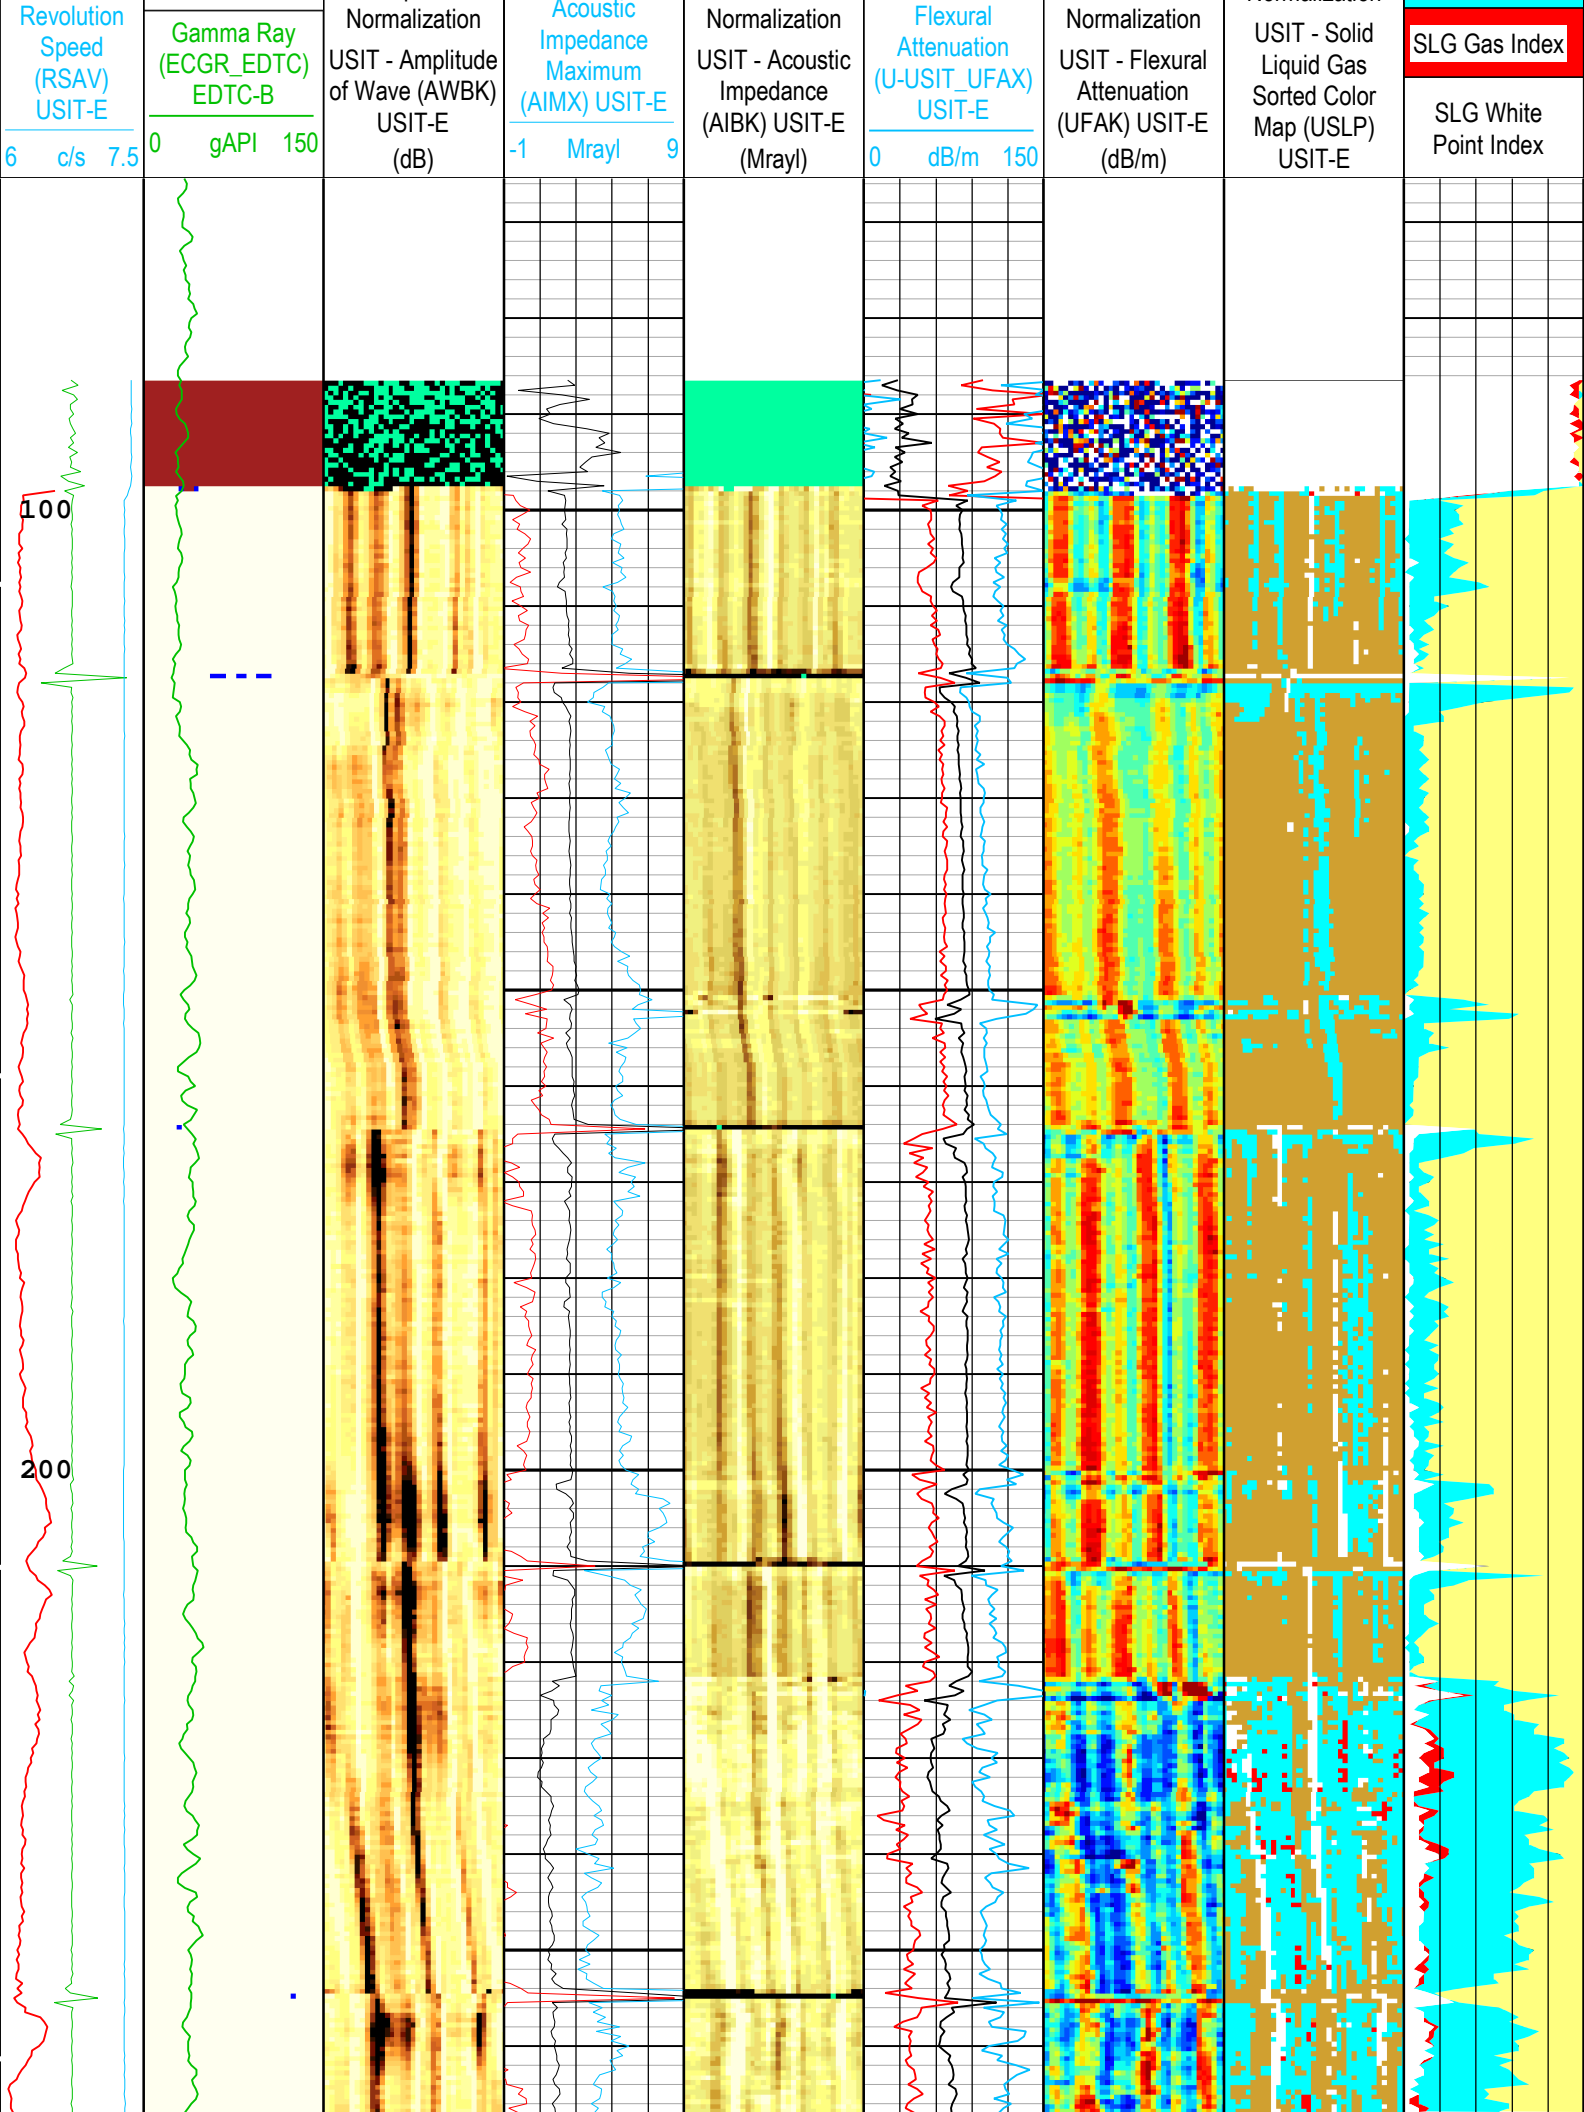 Revolution
Speed
(RSAV)
USIT-E
6 c/s 7.5
Gamma Ray
(ECGR_EDTC)
EDTC-B
0 gAPI 150
Normalization
USIT - Amplitude
of Wave (AWBK)
USIT-E
(dB)
Acoustic
Impedance
Maximum
(AIMX) USIT-E
-1 Mrayl 9
Normalization
USIT - Acoustic
Impedance
(AIBK) USIT-E
(Mrayl)
Flexural
Attenuation
(U-USIT_UFAX)
USIT-E
0 dB/m 150
Normalization
USIT - Flexural
Attenuation
(UFAK) USIT-E
(dB/m)
USIT - Solid
Liquid Gas
Sorted Color
Map (USLP)
USIT-E
SLG Gas Index
SLG White
Point Index
100
200